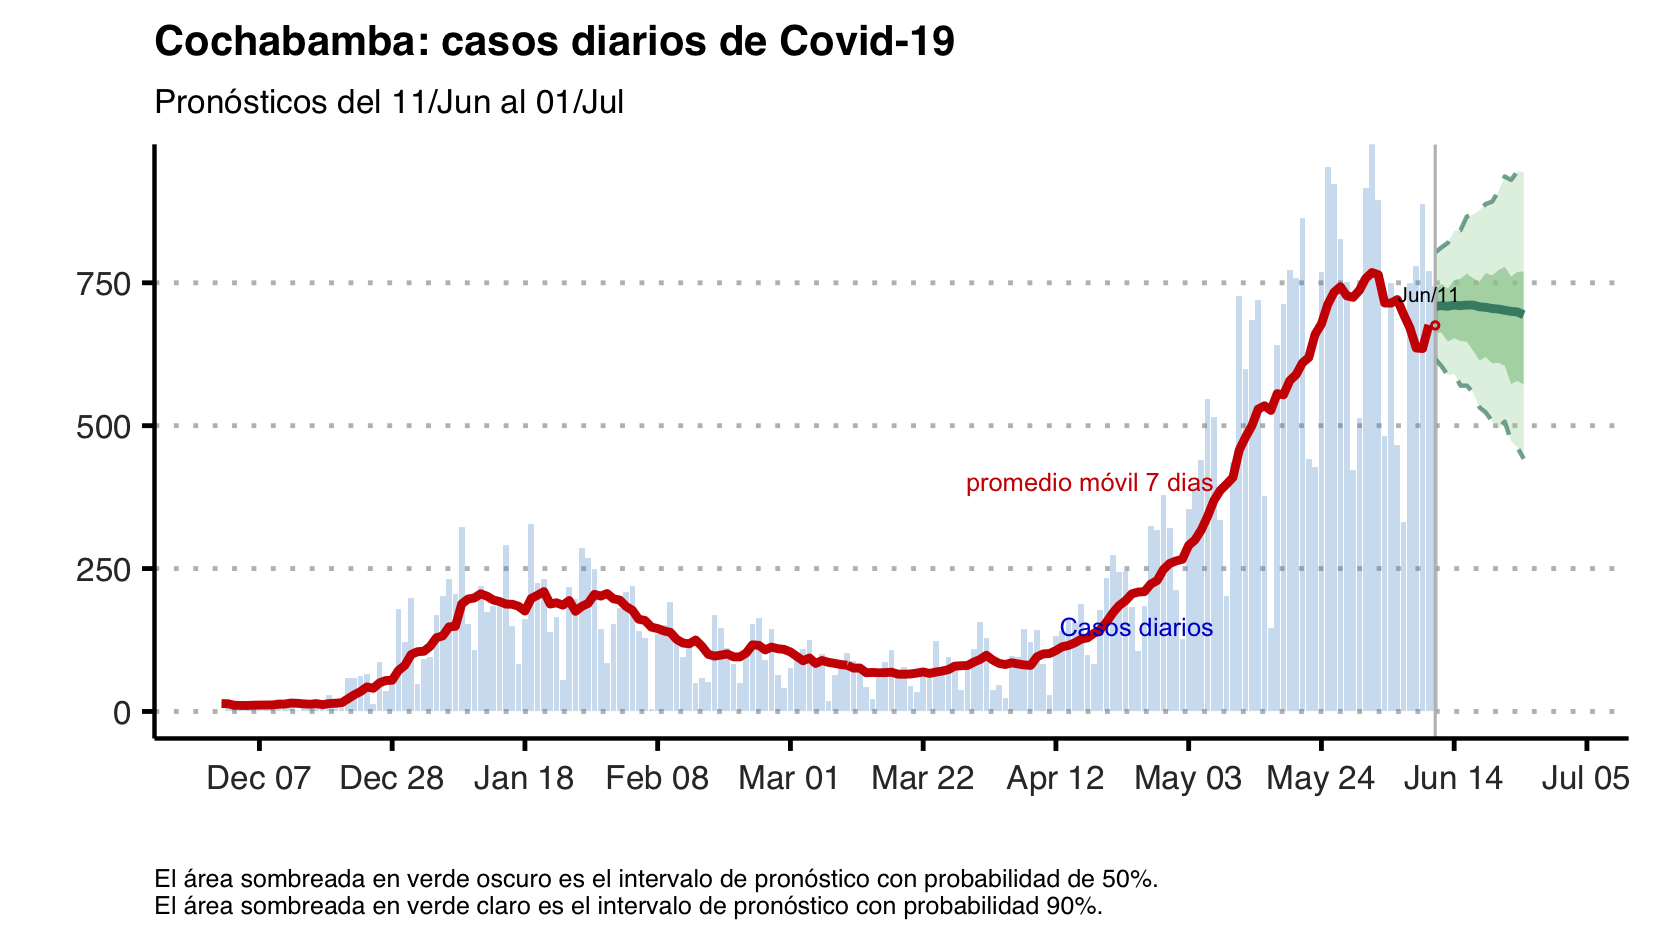 Cochabamba: casos diarios de Covid-19
Pronósticos del 11/Jun al 01/Jul
750
500
250
0
Jun/11
promedio móvil 7 dias
Casos diarios
Dec 07 Dec 28 Jan 18 Feb 08 Mar 01 Mar 22 Apr 12 May 03 May 24 Jun 14 Jul 05
El área sombreada en verde oscuro es el intervalo de pronóstico con probabilidad de 50%.
El área sombreada en verde claro es el intervalo de pronóstico con probabilidad 90%.